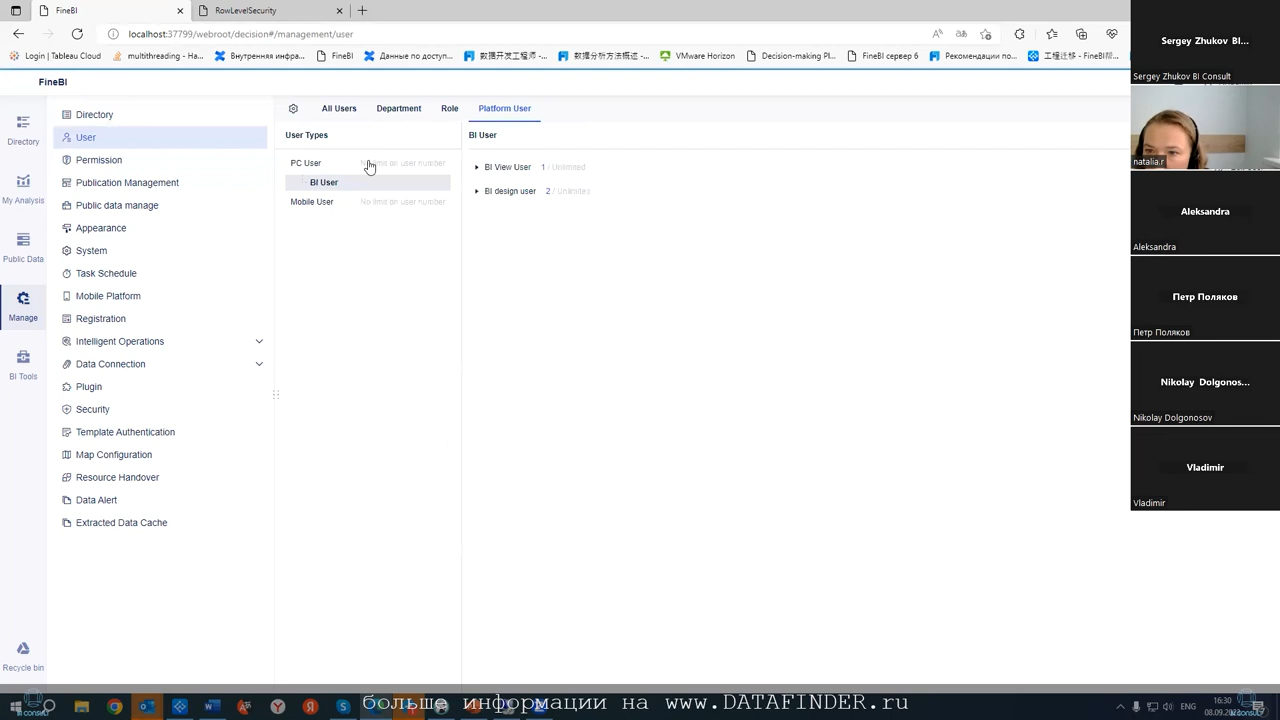 FineBI
RowLevelSecurity
localhost:37799/webroot/decision#/management/user
Login | Tableau Cloud
multithreading - Ha...
Внутренняя инфра...
FineBI
Данные по доступ...
数据开发工程师 -...
数据分析方法概述 -...
VMware Horizon
Decision-making Pl...
FineBI сервер 6
Рекомендации по...
工程迁移 - FineBI帮...
FineBI
Directory
My Analysis
Public Data
Manage
BI Tools
Recycle bin
Directory
User
Permission
Publication Management
Public data manage
Appearance
System
Task Schedule
Mobile Platform
Registration
Intelligent Operations
Data Connection
Plugin
Security
Template Authentication
Map Configuration
Resource Handover
Data Alert
Extracted Data Cache
All Users
Department
Role
Platform User
User Types
PC User No limit on user number
BI User
Mobile User No limit on user number
BI User
BI View User 1 / Unlimited
BI design user 2 / Unlimited
Sergey Zhukov BI...
Sergey Zhukov BI Consult
natalia.r
Aleksandra
Aleksandra
Петр Поляков
Петр Поляков
Nikolay Dolgonos...
Nikolay Dolgonosov
Vladimir
Vladimir
больше информации на www.DATAFINDER.ru
ENG
16:30